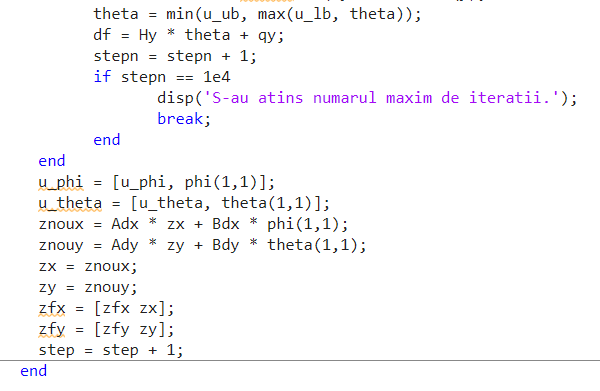 theta = min(u_ub, max(u_lb, theta));
df = Hy * theta + qy;
stepn = stepn + 1;
if stepn == 1e4
disp('S-au atins numarul maxim de iteratii.');
break;
end
end
u_phi = [u_phi, phi(1,1)];
u_theta = [u_theta, theta(1,1)];
znoux = Adx * zx + Bdx * phi(1,1);
znouy = Ady * zy + Bdy * theta(1,1);
zx = znoux;
zy = znouy;
zfx = [zfx zx];
zfy = [zfy zy];
step = step + 1;
end